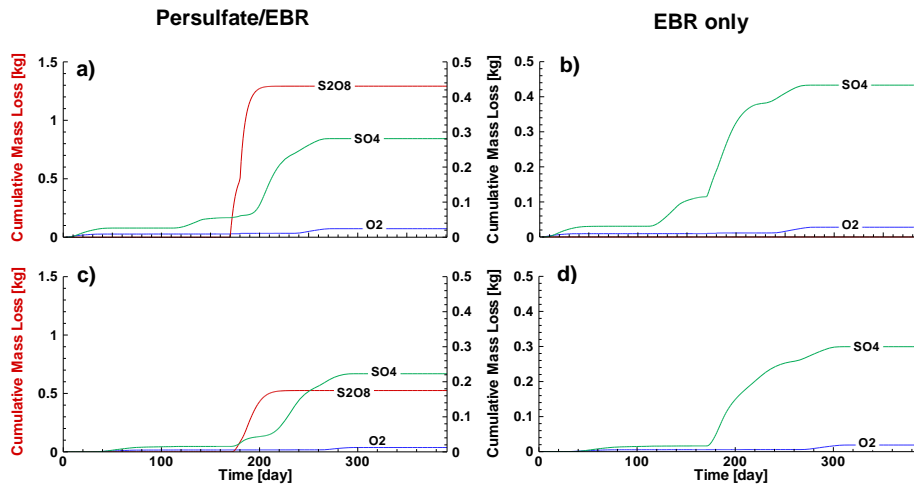 Persulfate/EBR
EBR only
Cumulative Mass Loss [kg]
1.5
1
0.5
0
a)
S2O8
SO4
O2
0.5
0.4
0.3
0.2
0.1
0
Cumulative Mass Loss [kg]
0.5
0.4
0.3
0.2
0.1
0
b)
SO4
O2
Cumulative Mass Loss [kg]
1.5
1
0.5
0
c)
SO4
S2O8
O2
0.5
0.4
0.3
0.2
0.1
0
0
100
200
300
Time [day]
Cumulative Mass Loss [kg]
0.5
0.4
0.3
0.2
0.1
0
d)
SO4
O2
0
100
200
300
Time [day]